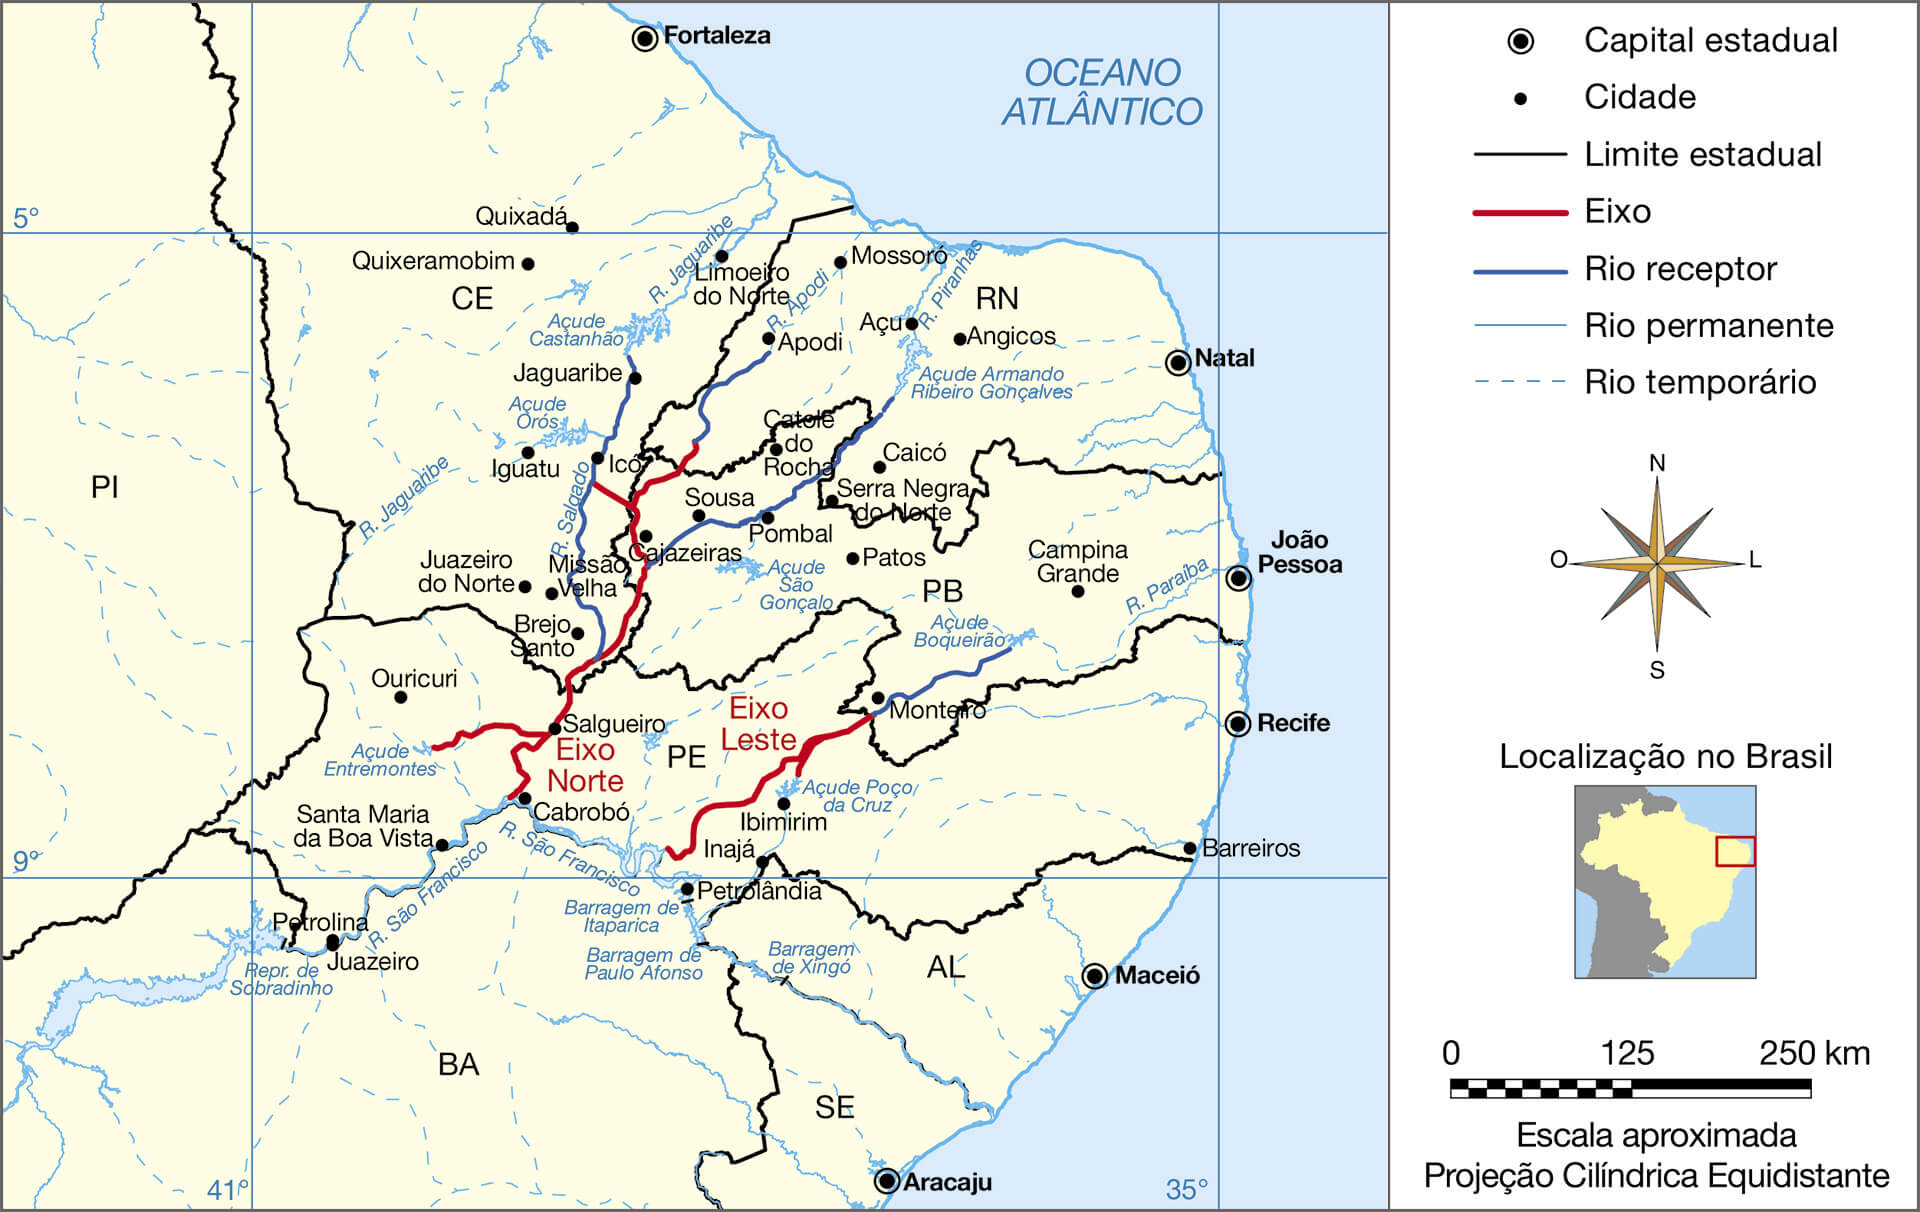 Fortaleza
OCEANO
ATLÂNTICO
5°
Quixadá
Quixeramobim
CE
R. Jaguaribe
Limoeiro
do Norte
Mossoró
R. Apodi
R. Piranhas
RN
Açude
Castanhão
Açu
Angicos
Apodi
Natal
Jaguaribe
Açude Armando
Ribeiro Gonçalves
Açude
Orós
Catolé
do
Rocha
Iguatu
Icó
Caicó
PI
R. Jaguaribe
R. Salgado
Sousa
Serra Negra
do Norte
Pombal
Cajazeiras
João
Pessoa
Juazeiro
do Norte
Missão
Velha
Açude
São
Gonçalo
Patos
Campina
Grande
PB
R. Paraíba
Brejo
Santo
Açude
Boqueirão
Ouricuri
Salgueiro
Eixo
Leste
Monteiro
Recife
Açude
Entremontes
Eixo
Norte
PE
Açude Poço
da Cruz
Santa Maria
da Boa Vista
Cabrobó
Ibimirim
R. São Francisco
Inajá
Barreiros
9°
R. São Francisco
Petrolândia
Petrolina
Juazeiro
Barragem de
Itaparica
Barragem de
Paulo Afonso
Barragem
de Xingó
Repr. de
Sobradinho
AL
Maceió
BA
SE
41°
35°
Aracaju
Capital estadual
Cidade
Limite estadual
Eixo
Rio receptor
Rio permanente
Rio temporário
N
O
L
S
Localização no Brasil
0 125 250 km
Escala aproximada
Projeção Cilíndrica Equidistante